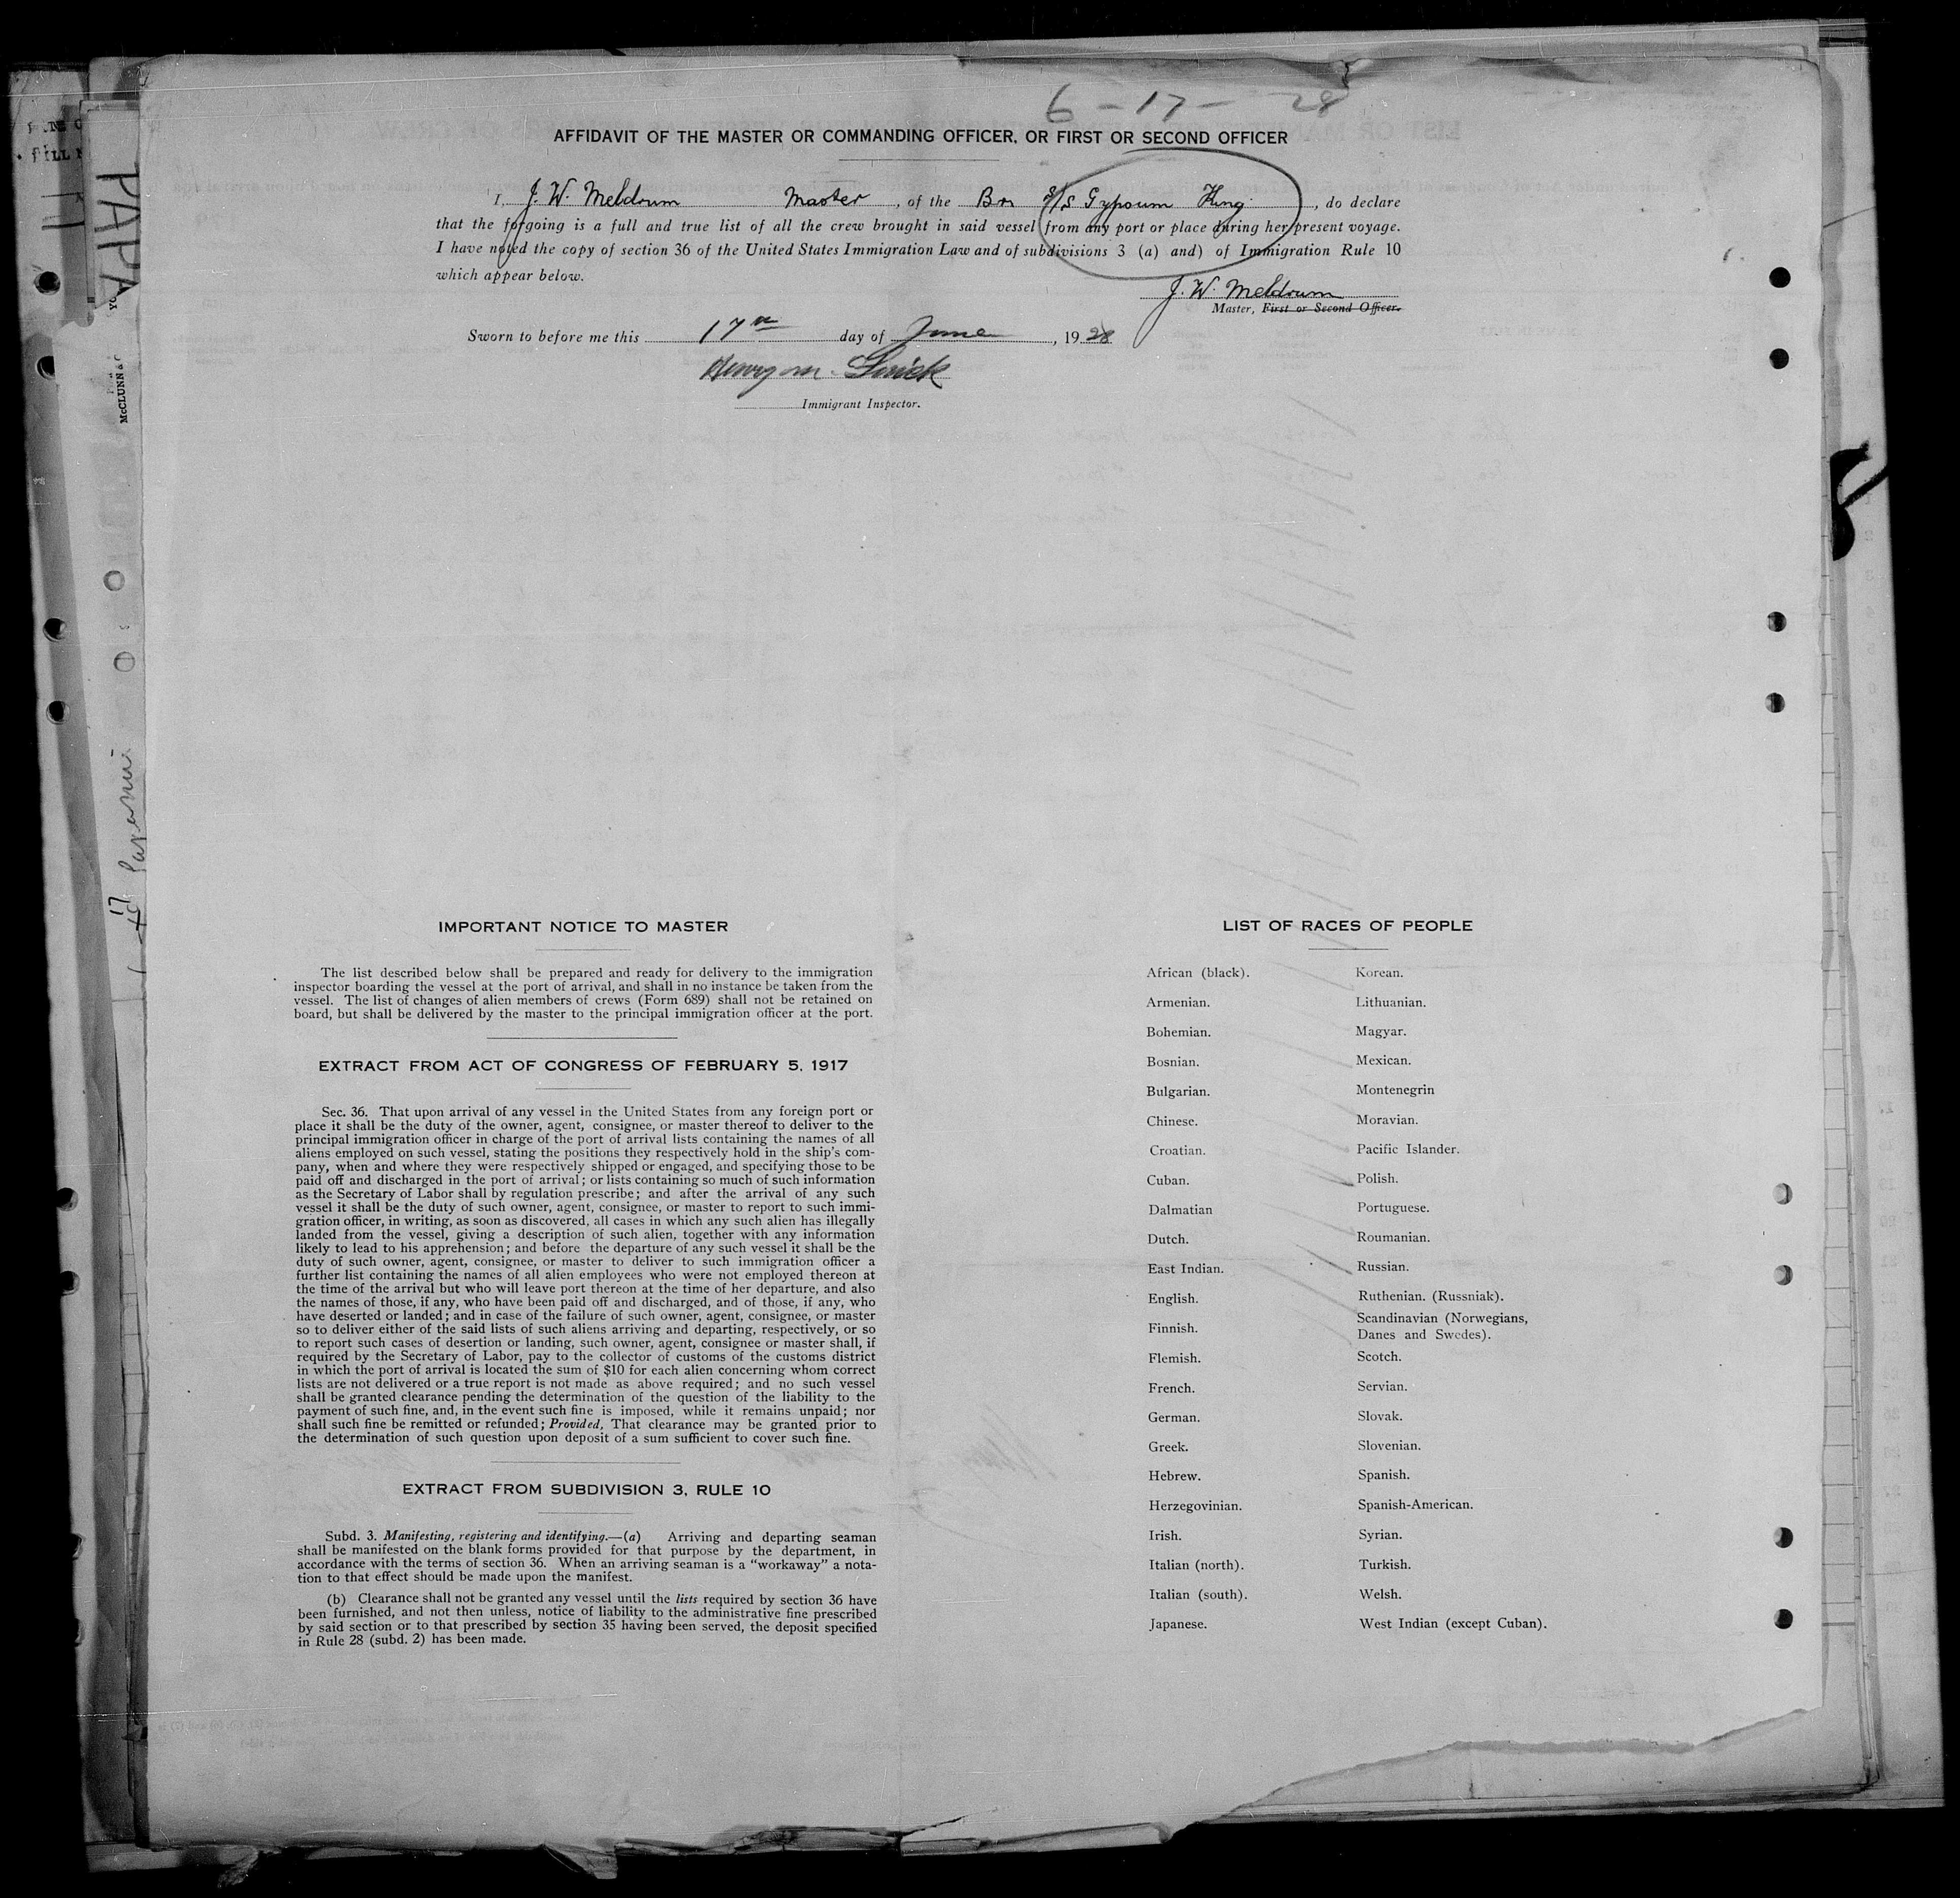 6 - 17 - 28
AFFIDAVIT OF THE MASTER OR COMMANDING OFFICER, OR FIRST OR SECOND OFFICER
I, J. W. Meldrum Master, of the Br S/S Gypsum King, do declare
that the forgoing is a full and true list of all the crew brought in said vessel from any port or place during her present voyage.
I have noted the copy of section 36 of the United States Immigration Law and of subdivisions 3 (a) and) of Immigration Rule 10
which appear below.
J. W. Meldrum
Master, First or Second Officer.
Sworn to before me this 17th day of June, 1928
Henry M.
Immigrant Inspector.
IMPORTANT NOTICE TO MASTER
The list described below shall be prepared and ready for delivery to the immigration
inspector boarding the vessel at the port of arrival, and shall in no instance be taken from the
vessel. The list of changes of alien members of crews (Form 689) shall not be retained on
board, but shall be delivered by the master to the principal immigration officer at the port.
EXTRACT FROM ACT OF CONGRESS OF FEBRUARY 5, 1917
Sec. 36. That upon arrival of any vessel in the United States from any foreign port or
place it shall be the duty of the owner, agent, consignee, or master thereof to deliver to the
principal immigration officer in charge of the port of arrival lists containing the names of all
aliens employed on such vessel, stating the positions they respectively hold in the ship's com-
pany, when and where they were respectively shipped or engaged, and specifying those to be
paid off and discharged in the port of arrival; or lists containing so much of such information
as the Secretary of Labor shall by regulation prescribe; and after the arrival of any such
vessel it shall be the duty of such owner, agent, consignee, or master to report to such immi-
gration officer, in writing, as soon as discovered, all cases in which any such alien has illegally
landed from the vessel, giving a description of such alien, together with any information
likely to lead to his apprehension; and before the departure of any such vessel it shall be the
duty of such owner, agent, consignee, or master to deliver to such immigration officer a
further list containing the names of all alien employees who were not employed thereon at
the time of the arrival but who will leave port thereon at the time of her departure, and also
the names of those, if any, who have been paid off and discharged, and of those, if any, who
have deserted or landed; and in case of the failure of such owner, agent, consignee, or master
so to deliver either of the said lists of such aliens arriving and departing, respectively, or so
to report such cases of desertion or landing, such owner, agent, consignee or master shall, if
required by the Secretary of Labor, pay to the collector of customs of the customs district
in which the port of arrival is located the sum of $10 for each alien concerning whom correct
lists are not delivered or a true report is not made as above required; and no such vessel
shall be granted clearance pending the determination of the question of the liability to the
payment of such fine, and, in the event such fine is imposed, while it remains unpaid; nor
shall such fine be remitted or refunded; Provided, That clearance may be granted prior to
the determination of such question upon deposit of a sum sufficient to cover such fine.
EXTRACT FROM SUBDIVISION 3, RULE 10
Subd. 3. Manifesting, registering and identifying.—(a) Arriving and departing seaman
shall be manifested on the blank forms provided for that purpose by the department, in
accordance with the terms of section 36. When an arriving seaman is a "workaway" a nota-
tion to that effect should be made upon the manifest.
(b) Clearance shall not be granted any vessel until the lists required by section 36 have
been furnished, and not then unless, notice of liability to the administrative fine prescribed
by said section or to that prescribed by section 35 having been served, the deposit specified
in Rule 28 (subd. 2) has been made.
LIST OF RACES OF PEOPLE
African (black).
Armenian.
Bohemian.
Bosnian.
Bulgarian.
Chinese.
Croatian.
Cuban.
Dalmatian
Dutch.
East Indian.
English.
Finnish.
Flemish.
French.
German.
Greek.
Hebrew.
Herzegovinian.
Irish.
Italian (north).
Italian (south).
Japanese.
Korean.
Lithuanian.
Magyar.
Mexican.
Montenegrin
Moravian.
Pacific Islander.
Polish.
Portuguese.
Roumanian.
Russian.
Ruthenian. (Russniak).
Scandinavian (Norwegians,
Danes and Swedes).
Scotch.
Servian.
Slovak.
Slovenian.
Spanish.
Spanish-American.
Syrian.
Turkish.
Welsh.
West Indian (except Cuban).
PAPA
McCLUNN &